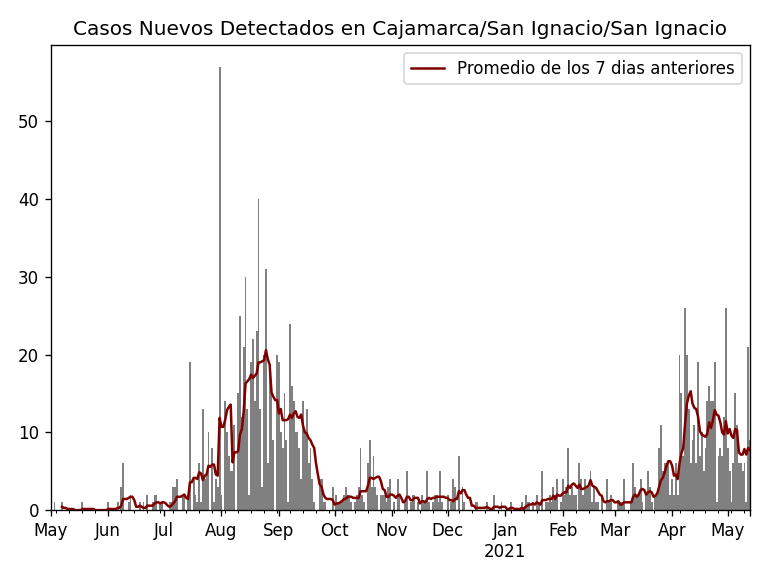 Casos Nuevos Detectados en Cajamarca/San Ignacio/San Ignacio
Promedio de los 7 dias anteriores
50
40
30
20
10
0
May Jun Jul Aug Sep Oct Nov Dec Jan Feb Mar Apr May
2021